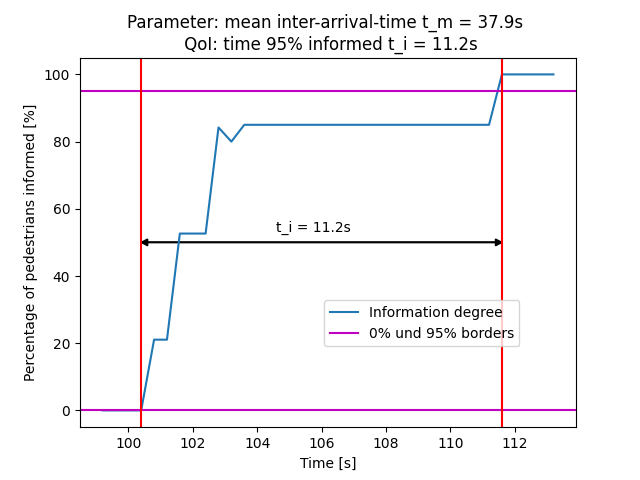 Parameter: mean inter-arrival-time t_m = 37.9s
QoI: time 95% informed t_i = 11.2s
Percentage of pedestrians informed [%]
100
80
60
40
20
0
t_i = 11.2s
Information degree
0% und 95% borders
100 102 104 106 108 110 112
Time [s]